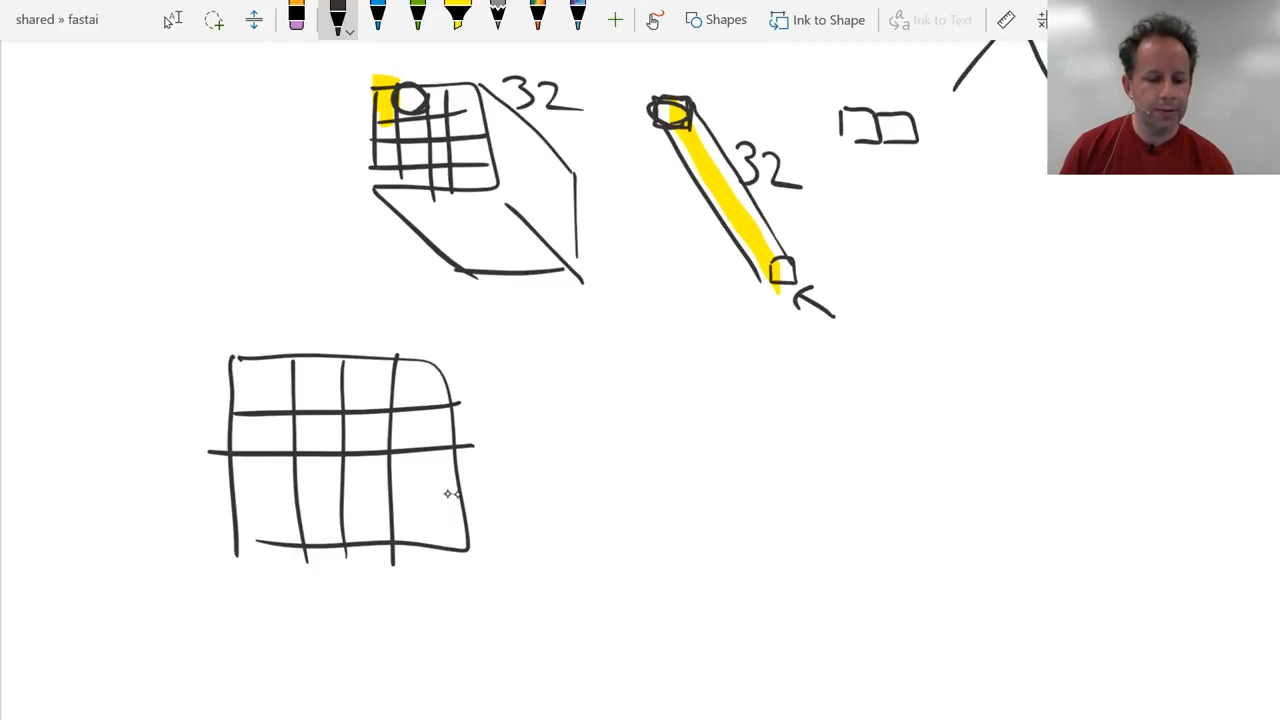 shared » fastai
Shapes
Ink to Shape
Ink to Text
32
32